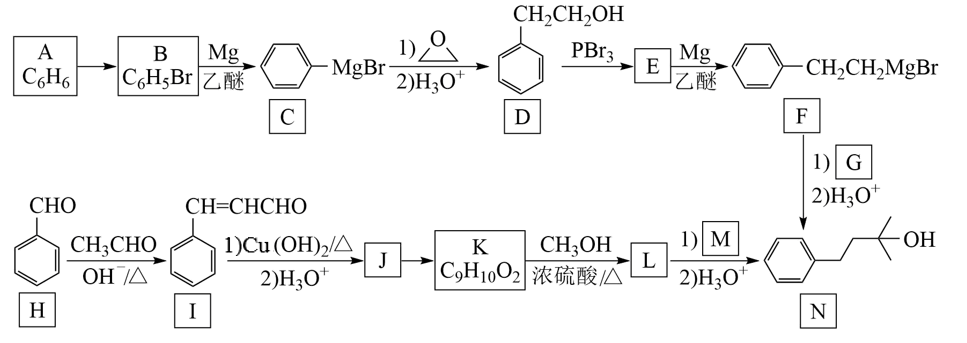 A
C₆H₆
B
C₆H₅Br
Mg
乙醚
MgBr
C
1)
2)H₃O⁺
CH₂CH₂OH
D
PBr₃
E
Mg
乙醚
CH₂CH₂MgBr
F
1) G
2)H₃O⁺
CHO
H
CH₃CHO
OH⁻/△
CH=CHCHO
I
1)Cu(OH)₂/△
2)H₃O⁺
J
K
C₉H₁₀O₂
CH₃OH
浓硫酸/△
L
1) M
2)H₃O⁺
OH
N